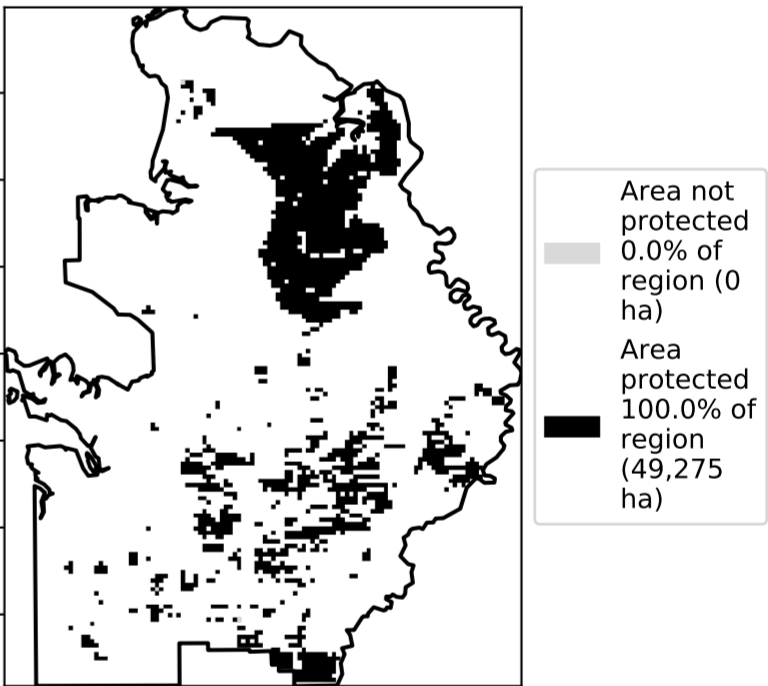 Area not
protected
0.0% of
region (0
ha)
Area
protected
100.0% of
region
(49,275
ha)